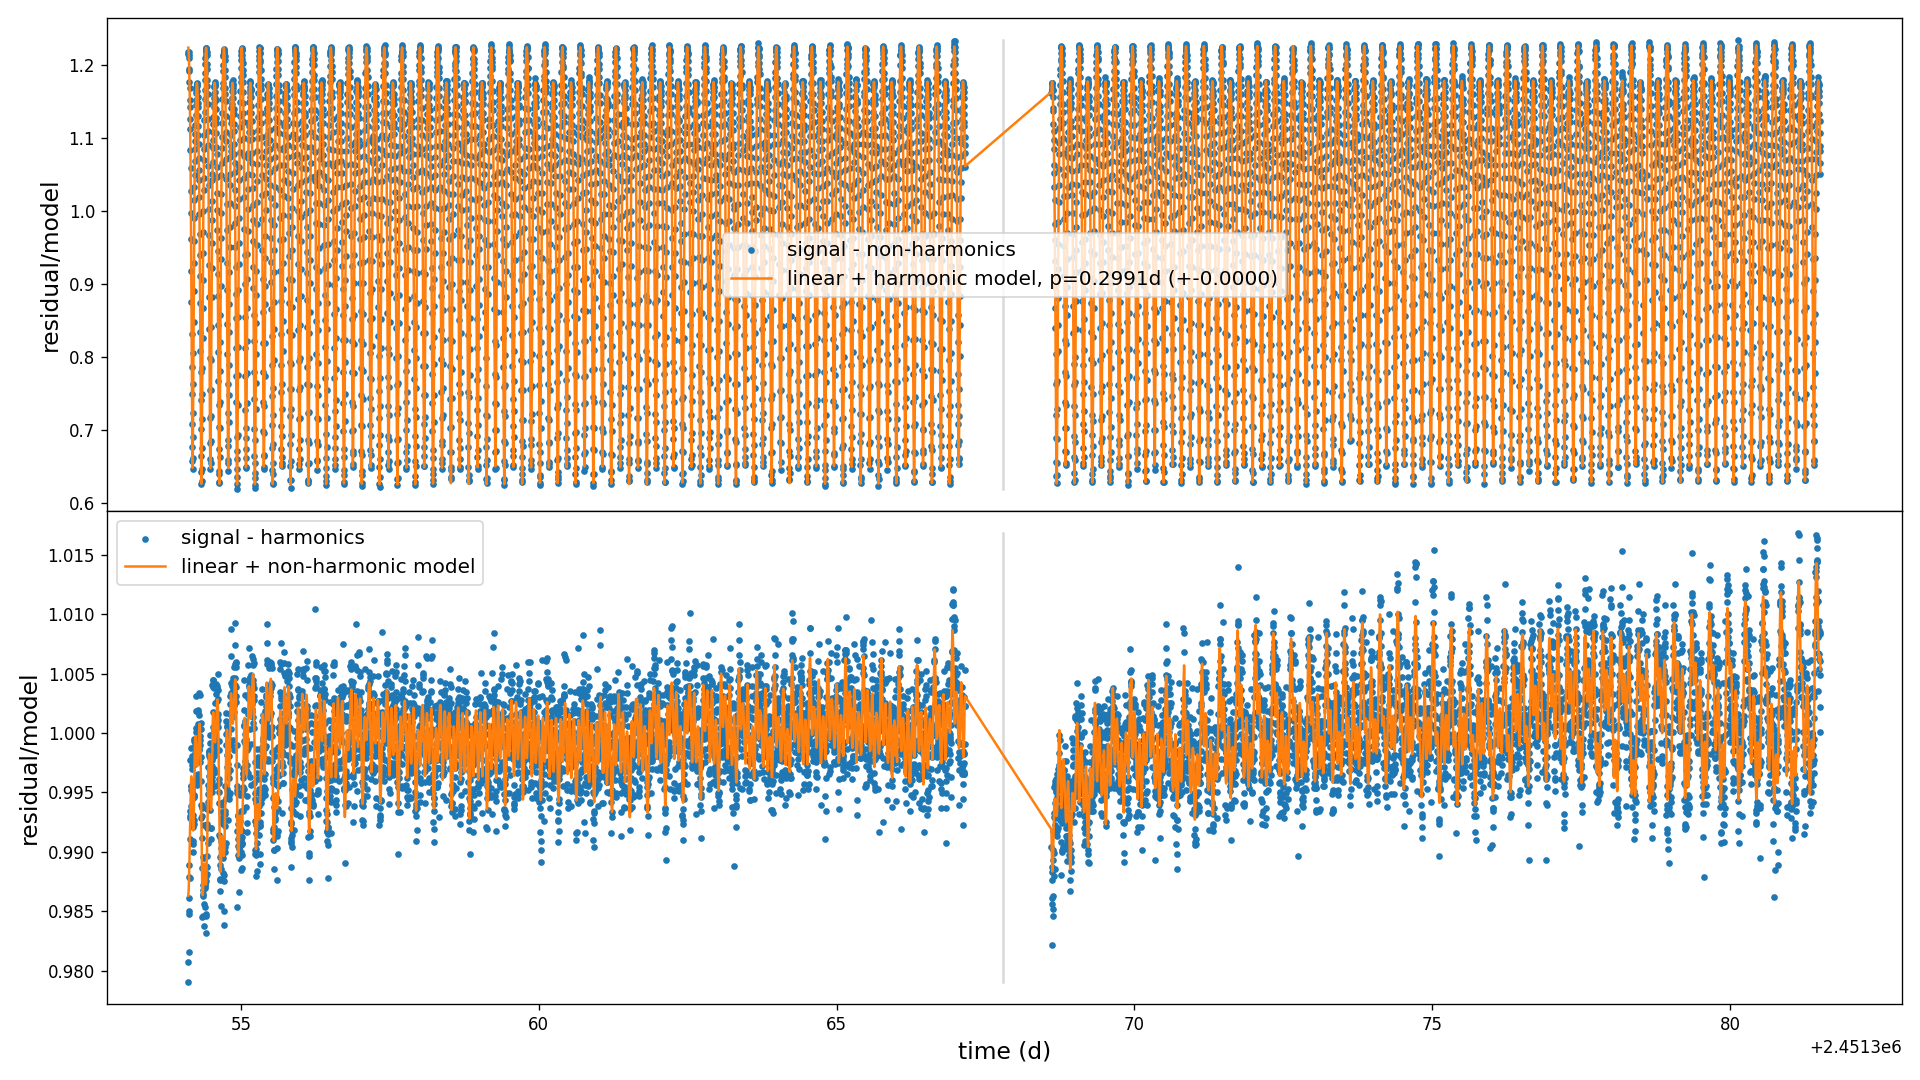 residual/model
1.2
1.1
1.0
0.9
0.8
0.7
0.6
signal - non-harmonics
linear + harmonic model, p=0.2991d (+-0.0000)
residual/model
1.015
1.010
1.005
1.000
0.995
0.990
0.985
0.980
signal - harmonics
linear + non-harmonic model
55
60
65
70
75
80
time (d)
+2.4513e6